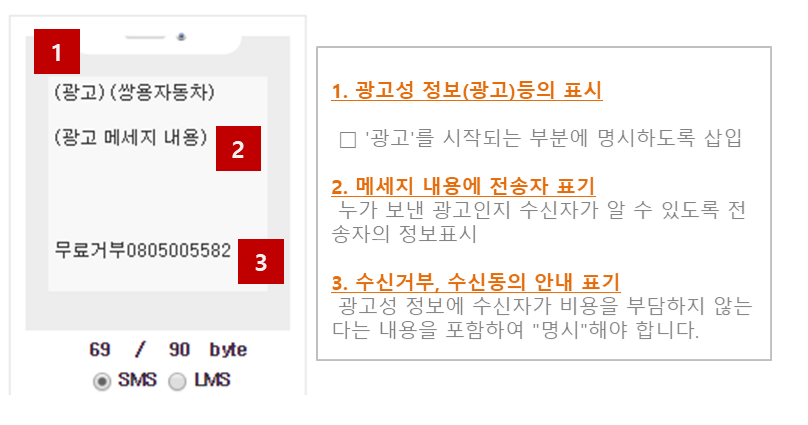 1
(광고) (쌍용자동차)
(광고 메세지 내용)
2
무료거부0805005582
3
69 / 90 byte
SMS LMS
1. 광고성 정보(광고)등의 표시
□ '광고'를 시작되는 부분에 명시하도록 삽입
2. 메세지 내용에 전송자 표기
누가 보낸 광고인지 수신자가 알 수 있도록 전
송자의 정보표시
3. 수신거부, 수신동의 안내 표기
광고성 정보에 수신자가 비용을 부담하지 않는
다는 내용을 포함하여 "명시"해야 합니다.